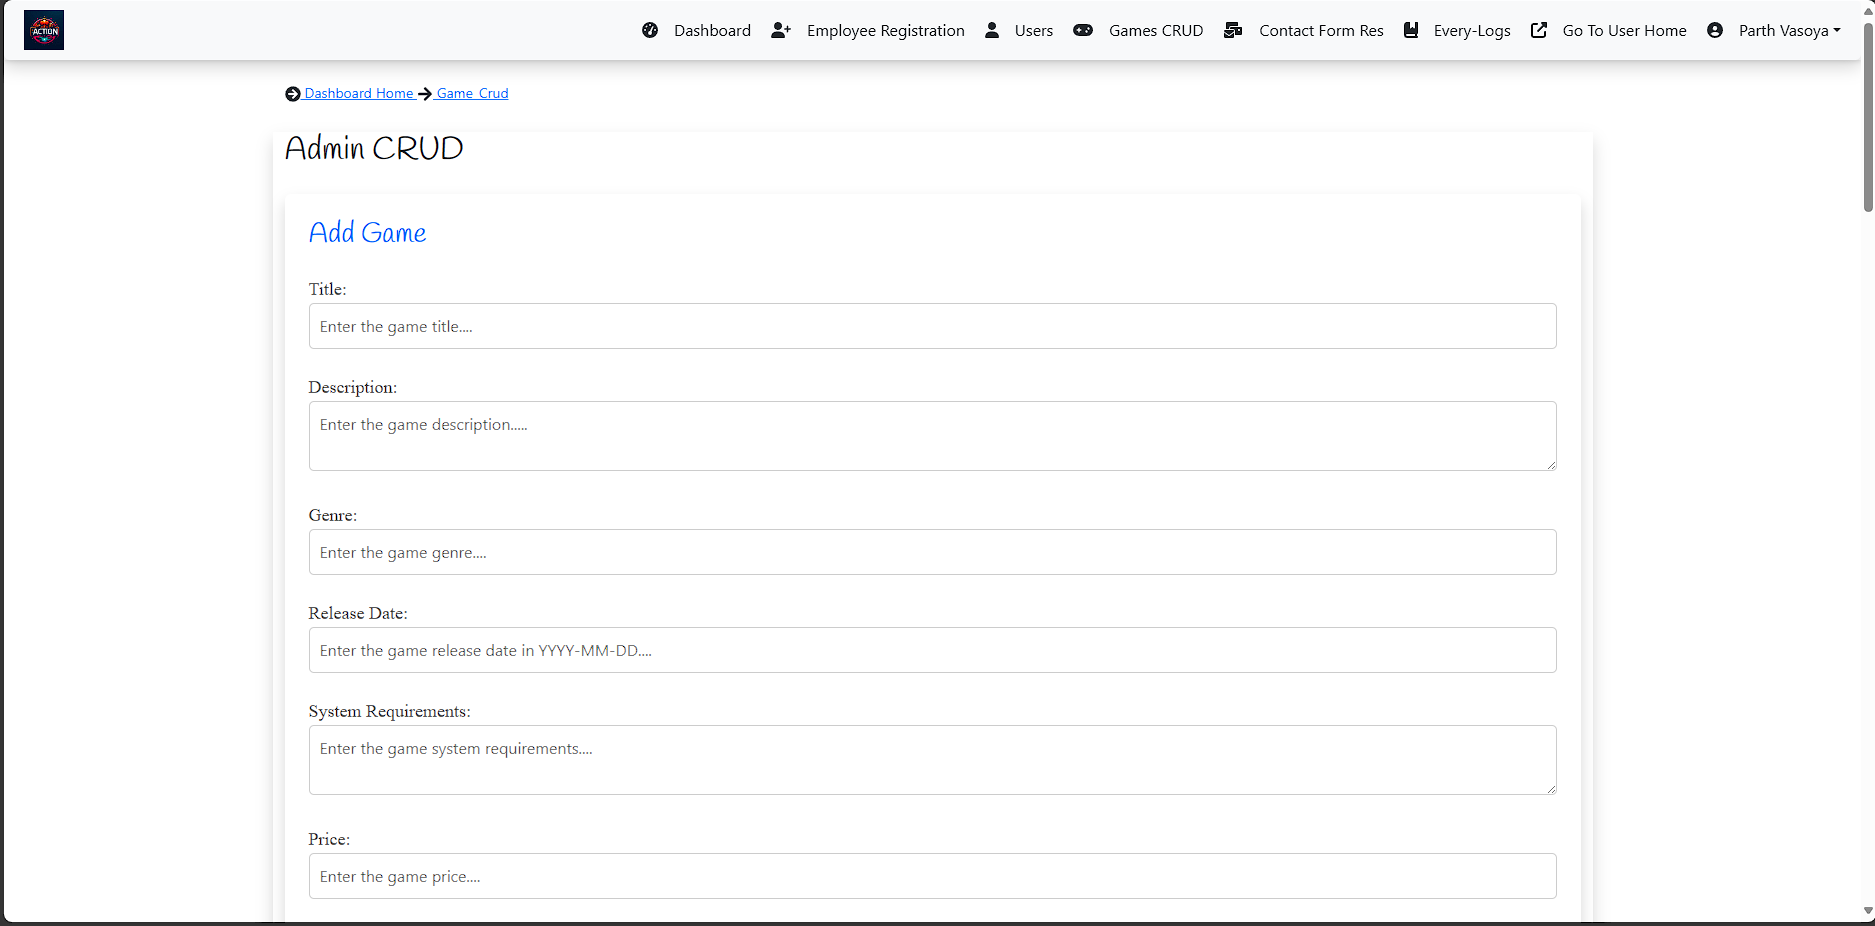 ACTION
Dashboard Employee Registration Users Games CRUD Contact Form Res Every-Logs Go To User Home Parth Vasoya
Dashboard Home Game Crud
Admin CRUD
Add Game
Title:
Enter the game title....
Description:
Enter the game description.....
Genre:
Enter the game genre....
Release Date:
Enter the game release date in YYYY-MM-DD....
System Requirements:
Enter the game system requirements....
Price:
Enter the game price....